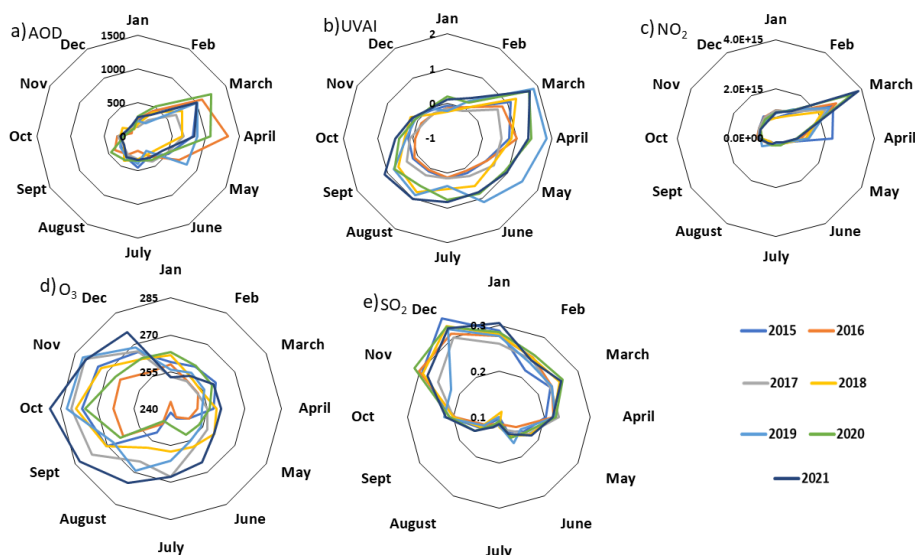 a) AOD
Jan
Feb
March
April
May
June
July
August
Sept
Oct
Nov
Dec
1500
1000
500
0
b) UVAI
Jan
Feb
March
April
May
June
July
August
Sept
Oct
Nov
Dec
2
1
0
-1
c) NO2
Jan
Feb
March
April
May
June
July
August
Sept
Oct
Nov
Dec
4.0E+15
2.0E+15
0.0E+00
d) O3
Jan
Feb
March
April
May
June
July
August
Sept
Oct
Nov
Dec
285
270
255
240
e) SO2
Jan
Feb
March
April
May
June
July
August
Sept
Oct
Nov
Dec
0.3
0.2
0.1
2015
2016
2017
2018
2019
2020
2021